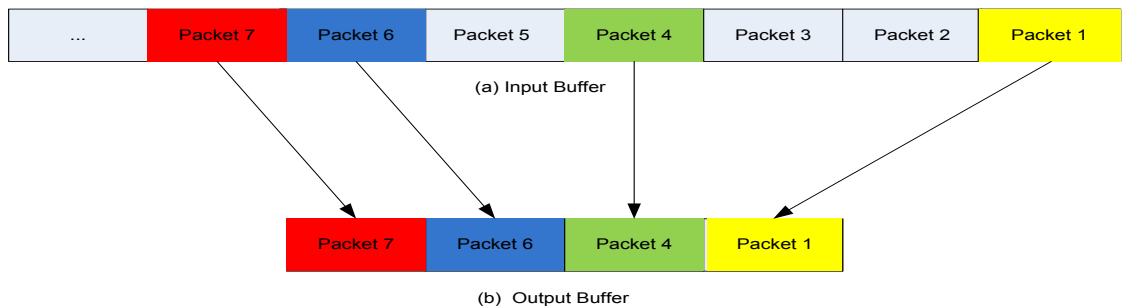 ... Packet 7 Packet 6 Packet 5 Packet 4 Packet 3 Packet 2 Packet 1
(a) Input Buffer
Packet 7 Packet 6 Packet 4 Packet 1
(b) Output Buffer